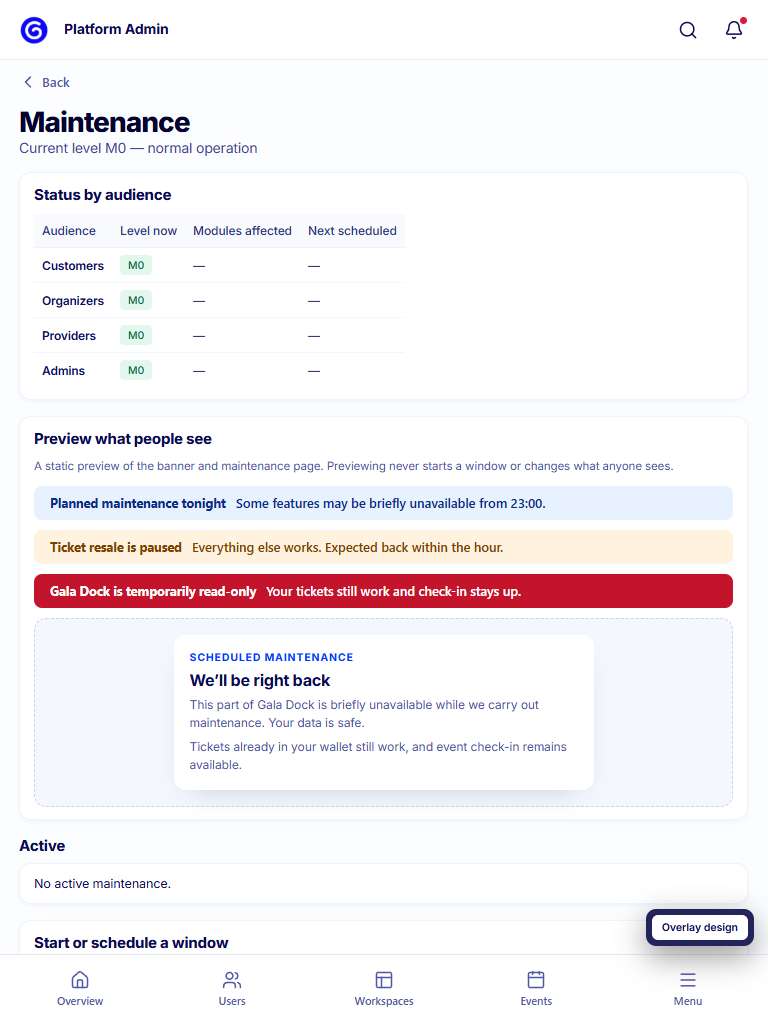 Platform Admin
Back
Maintenance
Current level M0 — normal operation
Status by audience
Audience Level now Modules affected Next scheduled
Customers M0 — —
Organizers M0 — —
Providers M0 — —
Admins M0 — —
Preview what people see
A static preview of the banner and maintenance page. Previewing never starts a window or changes what anyone sees.
Planned maintenance tonight Some features may be briefly unavailable from 23:00.
Ticket resale is paused Everything else works. Expected back within the hour.
Gala Dock is temporarily read-only Your tickets still work and check-in stays up.
SCHEDULED MAINTENANCE
We’ll be right back
This part of Gala Dock is briefly unavailable while we carry out
maintenance. Your data is safe.
Tickets already in your wallet still work, and event check-in remains
available.
Active
No active maintenance.
Overlay design
Start or schedule a window
Overview Users Workspaces Events Menu